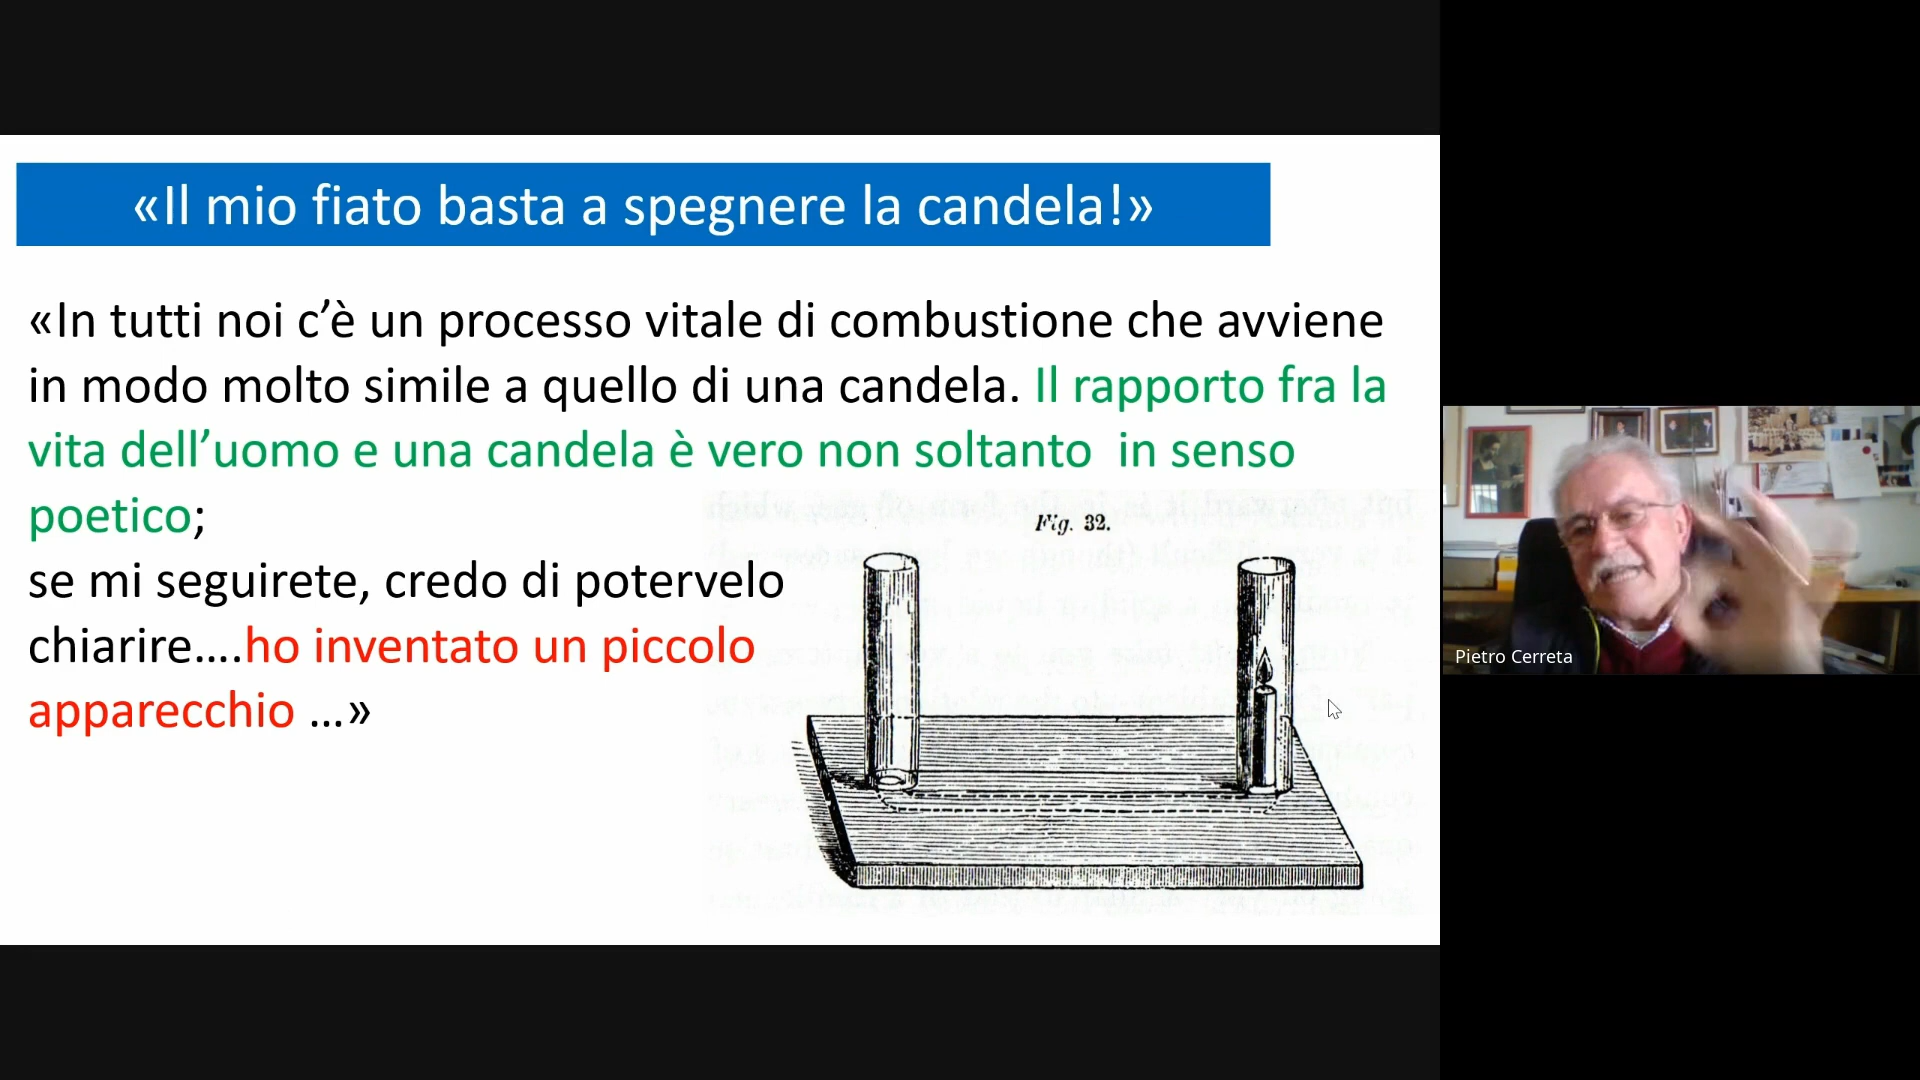 «Il mio fiato basta a spegnere la candela!»
«In tutti noi c’è un processo vitale di combustione che avviene
in modo molto simile a quello di una candela. Il rapporto fra la
vita dell’uomo e una candela è vero non soltanto  in senso
poetico;
se mi seguirete, credo di potervelo
chiarire….ho inventato un piccolo
apparecchio …»
Fig. 32.
Pietro Cerreta